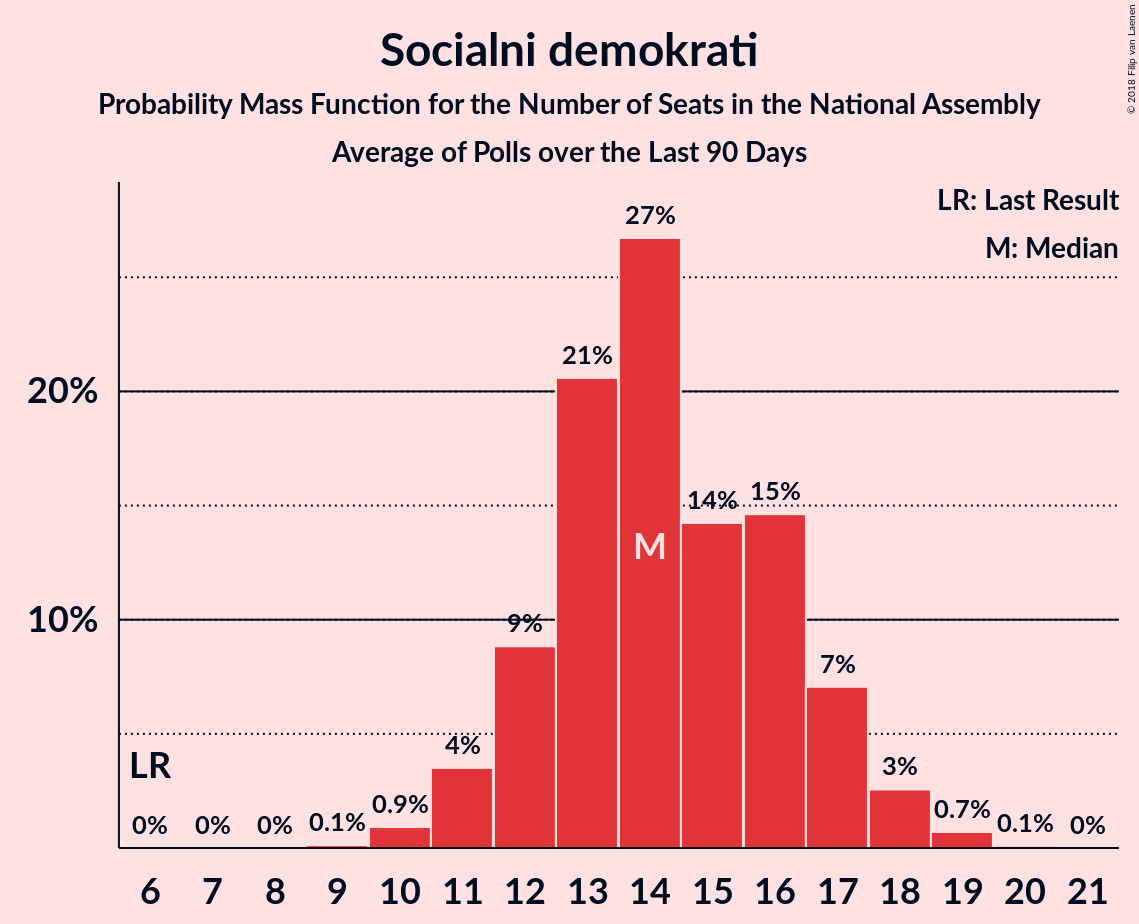 Socialni demokrati
Probability Mass Function for the Number of Seats in the National Assembly
Average of Polls over the Last 90 Days
© 2018 Filip van Laenen
LR: Last Result
M: Median
27%
21%
20%
15%
14%
M
10%
9%
7%
4%
LR
3%
0% 0% 0% 0.1% 0.9% 0.7% 0.1% 0%
6 7 8 9 10 11 12 13 14 15 16 17 18 19 20 21